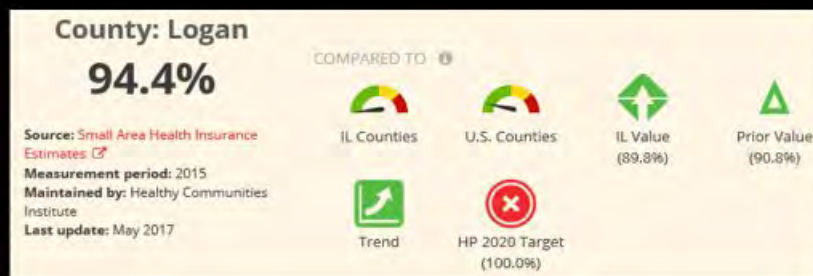 County: Logan
94.4%
Source: Small Area Health Insurance
Estimates
Measurement period: 2015
Maintained by: Healthy Communities
Institute
Last update: May 2017
COMPARED TO
IL Counties
U.S. Counties
IL Value
(89.8%)
Prior Value
(90.8%)
Trend
HP 2020 Target
(100.0%)